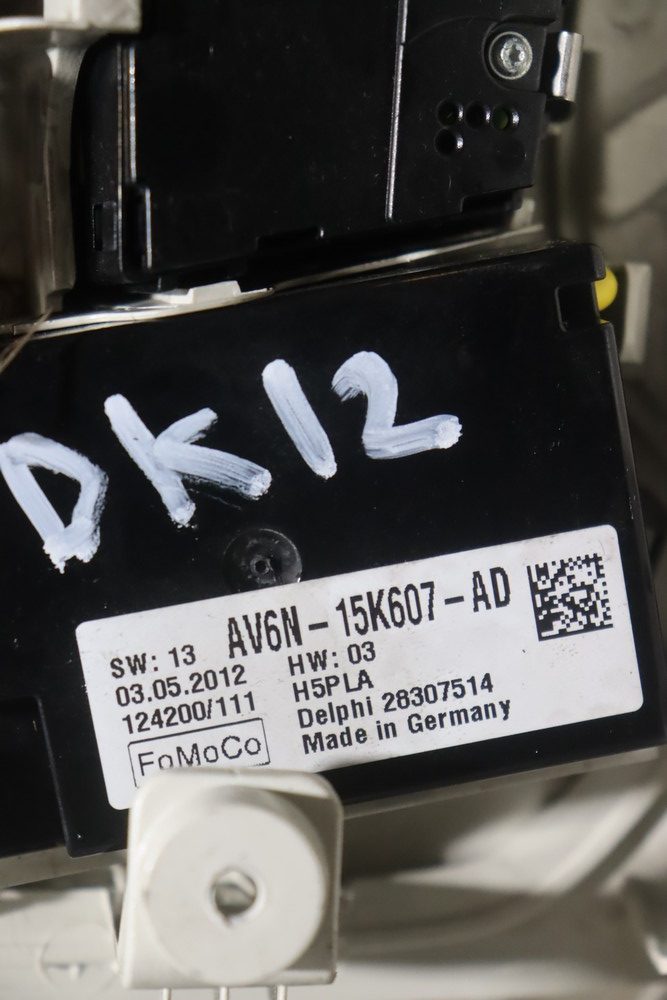 DK12
AV6N-15K607-AD
SW: 13 HW: 03
03.05.2012 H5PLA
124200/111 Delphi 28307514
FoMoCo Made in Germany